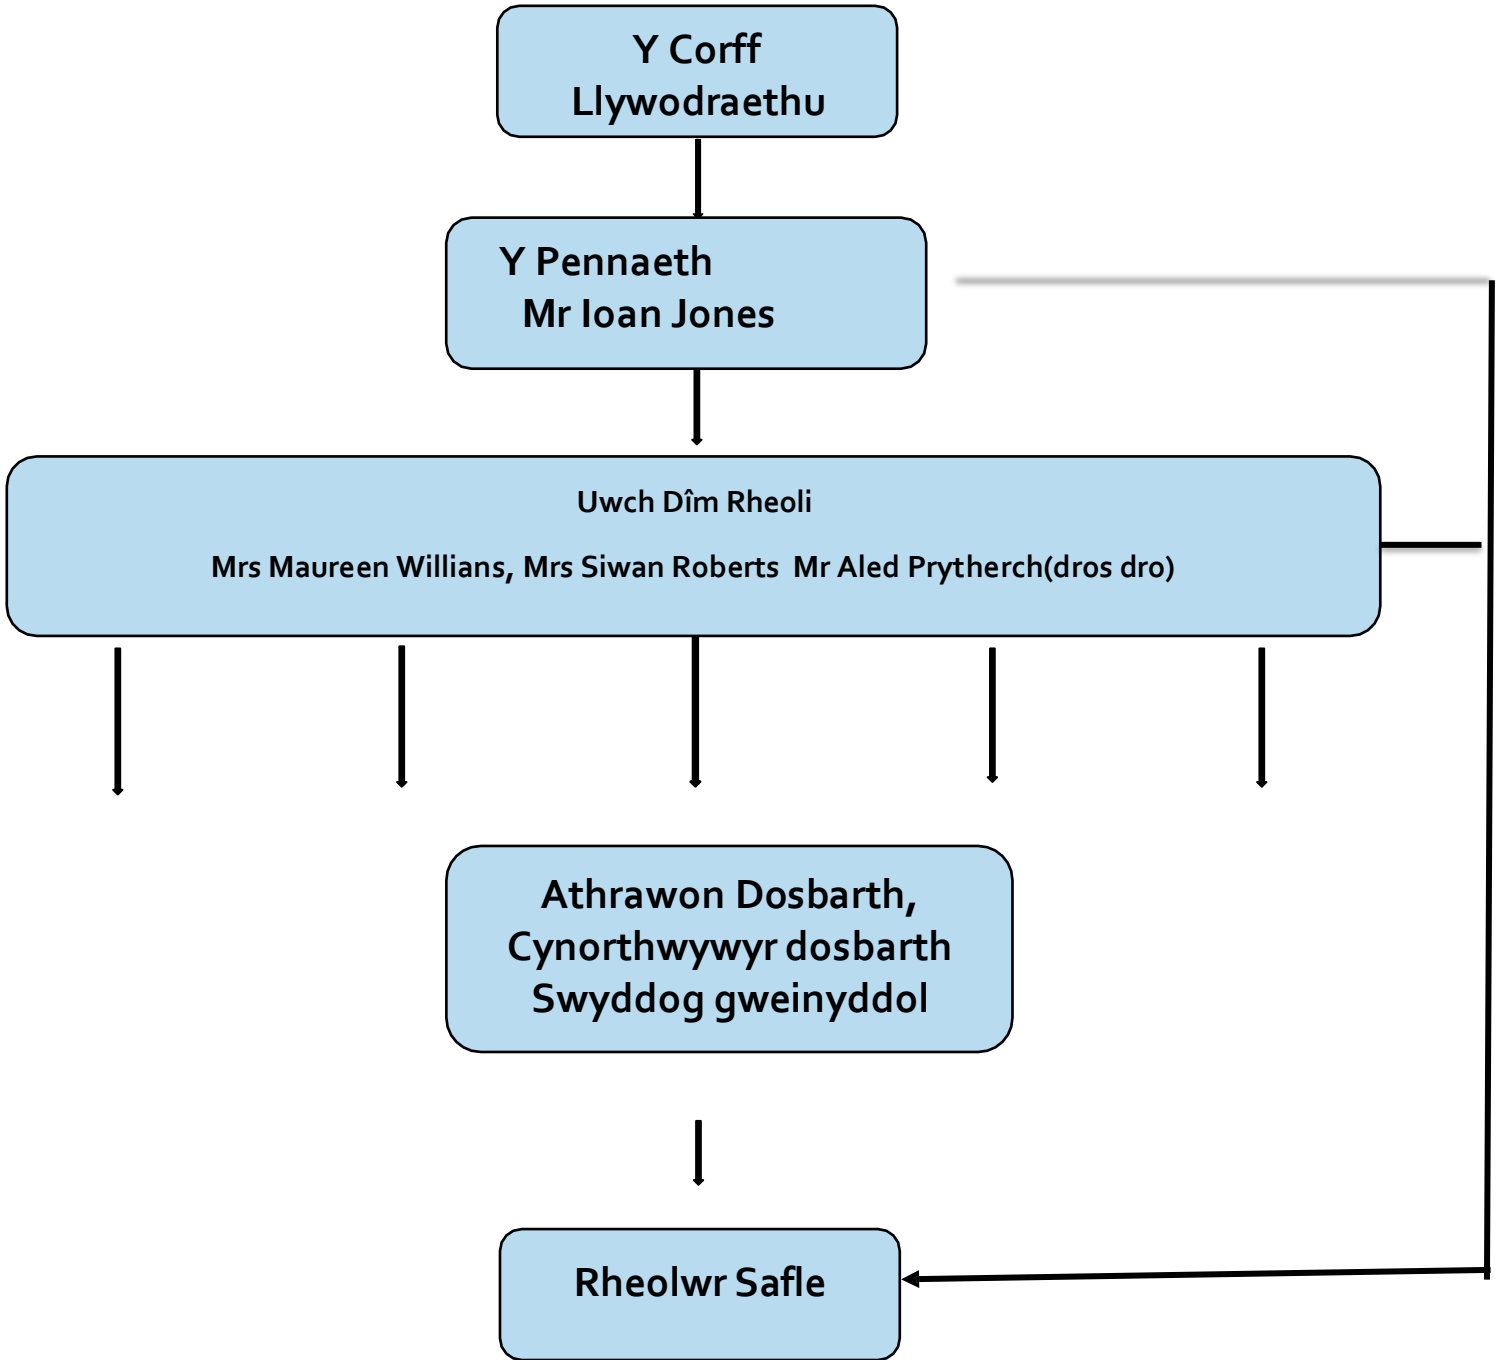 Y Corff
Llywodraethu
Y Pennaeth
Mr Ioan Jones
Uwch Dîm Rheoli
Mrs Maureen Willians, Mrs Siwan Roberts  Mr Aled Prytherch(dros dro)
Athrawon Dosbarth,
Cynorthwywyr dosbarth
Swyddog gweinyddol
Rheolwr Safle